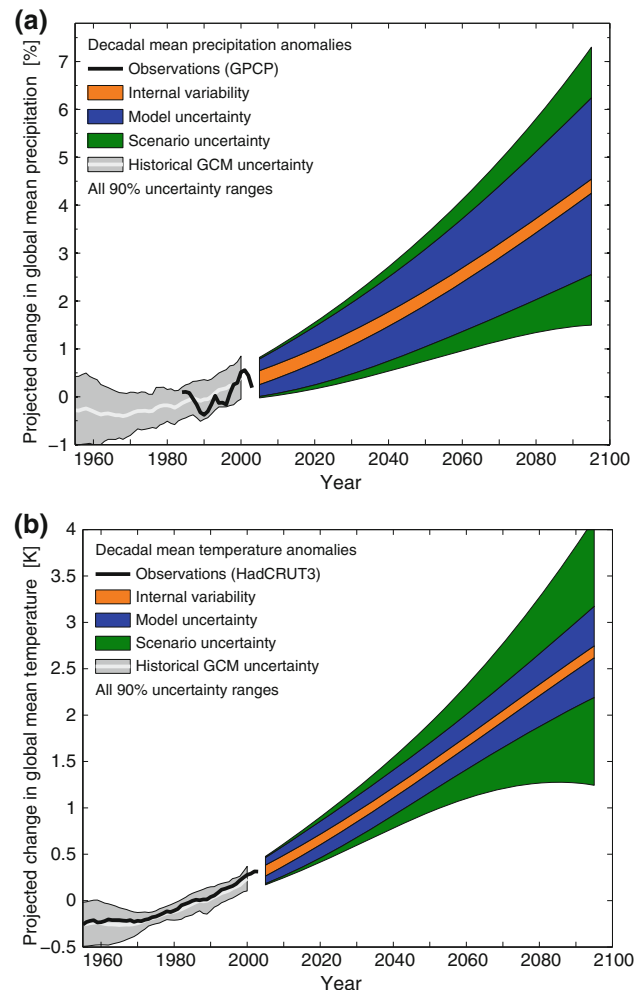 (a)
Decadal mean precipitation anomalies
Observations (GPCP)
Internal variability
Model uncertainty
Scenario uncertainty
Historical GCM uncertainty
All 90% uncertainty ranges
Projected change in global mean precipitation [%]
7
6
5
4
3
2
1
0
−1
1960 1980 2000 2020 2040 2060 2080 2100
Year
(b)
Decadal mean temperature anomalies
Observations (HadCRUT3)
Internal variability
Model uncertainty
Scenario uncertainty
Historical GCM uncertainty
All 90% uncertainty ranges
Projected change in global mean temperature [K]
4
3.5
3
2.5
2
1.5
1
0.5
0
−0.5
1960 1980 2000 2020 2040 2060 2080 2100
Year